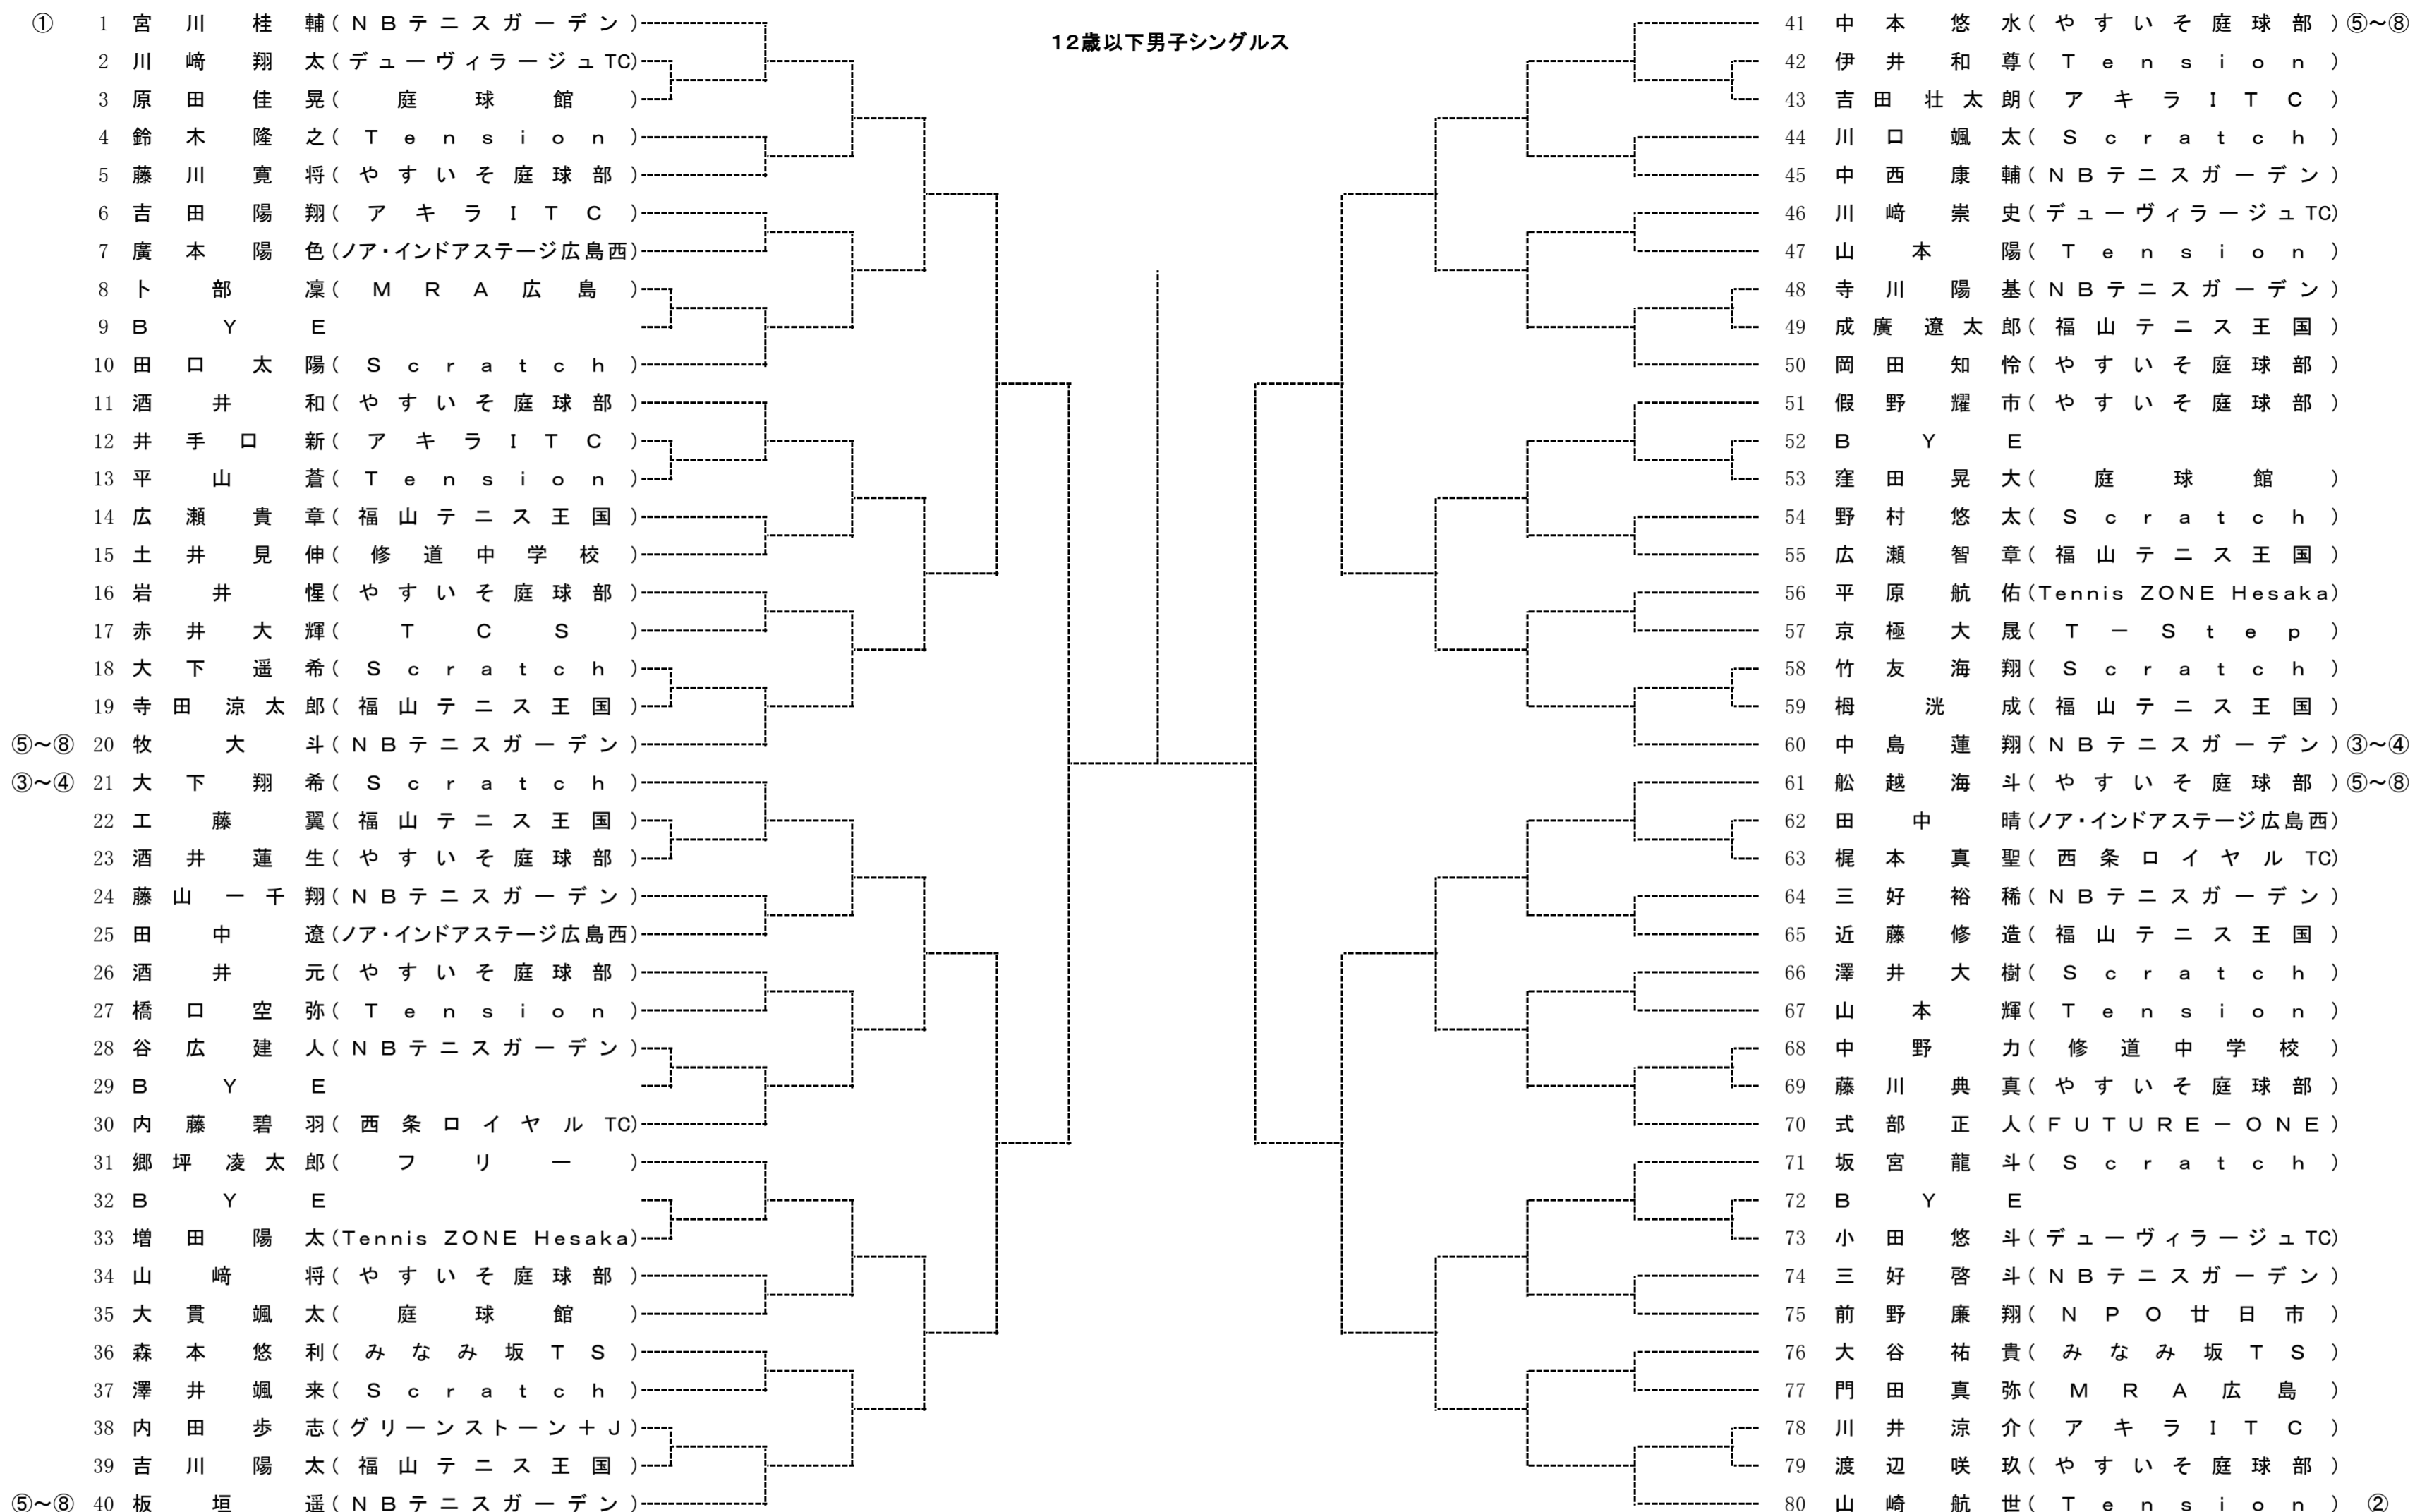 12歳以下男子シングルス
① 1 宮川桂輔(NBテニスガーデン)
2 川﨑翔太(デューヴィラージュTC)
3 原田佳晃(庭球館)
4 鈴木隆之(Tension)
5 藤川寛将(やすいそ庭球部)
6 吉田陽翔(アキラITC)
7 廣本陽色(ノア・インドアステージ広島西)
8 卜部凜(MRA広島)
9 BYE
10 田口太陽(Scratch)
11 酒井和(やすいそ庭球部)
12 井手口新(アキラITC)
13 平山蒼(Tension)
14 広瀬貴章(福山テニス王国)
15 土井見伸(修道中学校)
16 岩井惺(やすいそ庭球部)
17 赤井大輝(TCS)
18 大下遥希(Scratch)
19 寺田涼太郎(福山テニス王国)
⑤~⑧ 20 牧大斗(NBテニスガーデン)
③~④ 21 大下翔希(Scratch)
22 工藤翼(福山テニス王国)
23 酒井蓮生(やすいそ庭球部)
24 藤山一千翔(NBテニスガーデン)
25 田中遼(ノア・インドアステージ広島西)
26 酒井元(やすいそ庭球部)
27 橋口空弥(Tension)
28 谷広建人(NBテニスガーデン)
29 BYE
30 内藤碧羽(西条ロイヤルTC)
31 郷坪凌太郎(フリー)
32 BYE
33 増田陽太(Tennis ZONE Hesaka)
34 山﨑将(やすいそ庭球部)
35 大貫颯太(庭球館)
36 森本悠利(みなみ坂TS)
37 澤井颯来(Scratch)
38 内田歩志(グリーンストーン+J)
39 吉川陽太(福山テニス王国)
⑤~⑧ 40 板垣遥(NBテニスガーデン)
41 中本悠水(やすいそ庭球部)⑤~⑧
42 伊井和尊(Tension)
43 吉田壮太朗(アキラITC)
44 川口颯太(Scratch)
45 中西康輔(NBテニスガーデン)
46 川﨑崇史(デューヴィラージュTC)
47 山本陽(Tension)
48 寺川陽基(NBテニスガーデン)
49 成廣遼太郎(福山テニス王国)
50 岡田知怜(やすいそ庭球部)
51 假野耀市(やすいそ庭球部)
52 BYE
53 窪田晃大(庭球館)
54 野村悠太(Scratch)
55 広瀬智章(福山テニス王国)
56 平原航佑(Tennis ZONE Hesaka)
57 京極大晟(T-Step)
58 竹友海翔(Scratch)
59 栂洸成(福山テニス王国)
60 中島蓮翔(NBテニスガーデン)③~④
61 舩越海斗(やすいそ庭球部)⑤~⑧
62 田中晴(ノア・インドアステージ広島西)
63 梶本真聖(西条ロイヤルTC)
64 三好裕稀(NBテニスガーデン)
65 近藤修造(福山テニス王国)
66 澤井大樹(Scratch)
67 山本輝(Tension)
68 中野力(修道中学校)
69 藤川典真(やすいそ庭球部)
70 式部正人(FUTURE-ONE)
71 坂宮龍斗(Scratch)
72 BYE
73 小田悠斗(デューヴィラージュTC)
74 三好啓斗(NBテニスガーデン)
75 前野廉翔(NPO廿日市)
76 大谷祐貴(みなみ坂TS)
77 門田真弥(MRA広島)
78 川井涼介(アキラITC)
79 渡辺咲玖(やすいそ庭球部)
80 山崎航世(Tension)②